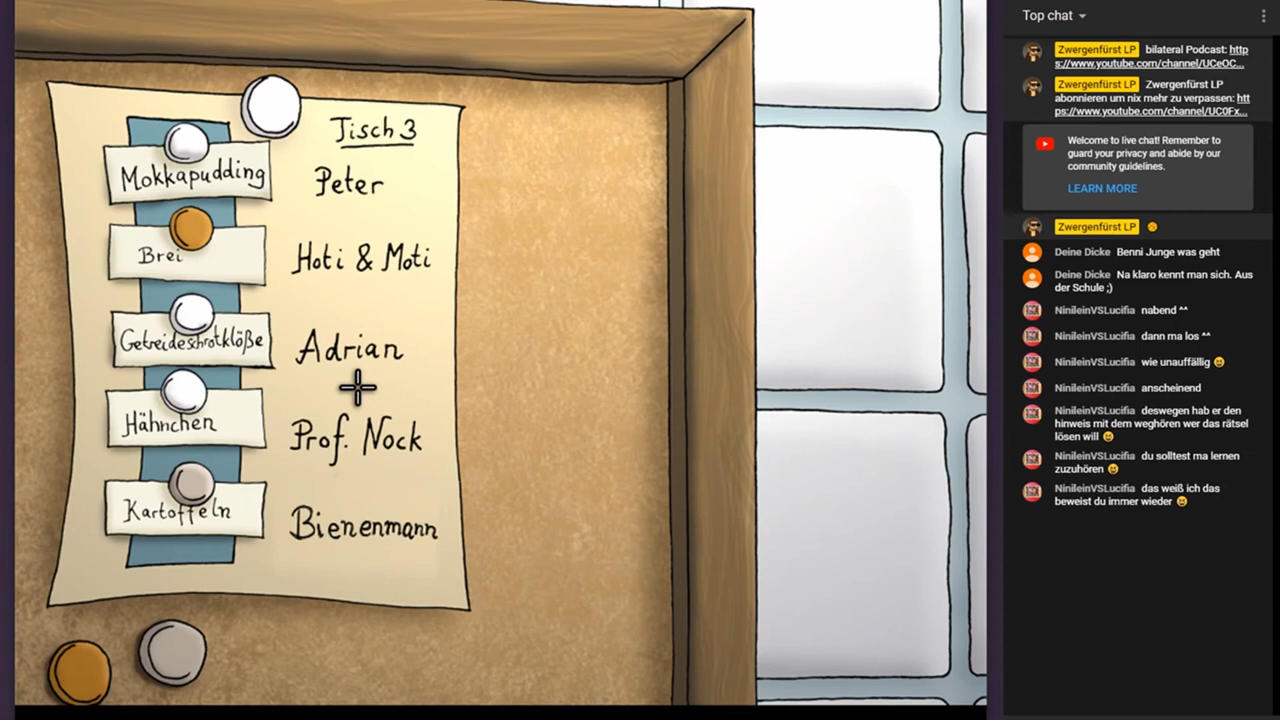 Tisch 3
Mokkapudding Peter
Brei Hoti & Moti
Getreideschrotklöße Adrian
Hähnchen Prof. Nock
Kartoffeln Bienenmann
Top chat
Zwergenfürst LP bilateral Podcast: http
s://www.youtube.com/channel/UCeOC...
Zwergenfürst LP Zwergenfürst LP
abonnieren um nix mehr zu verpassen: htt
ps://www.youtube.com/channel/UC0Fx...
Welcome to live chat! Remember to
guard your privacy and abide by our
community guidelines.
LEARN MORE
Zwergenfürst LP
Deine Dicke Benni Junge was geht
Deine Dicke Na klaro kennt man sich. Aus
der Schule ;)
NinileinVSLucifia nabend ^^
NinileinVSLucifia dann ma los ^^
NinileinVSLucifia wie unauffällig
NinileinVSLucifia anscheinend
NinileinVSLucifia deswegen hab er den
hinweis mit dem weghören wer das rätsel
lösen will
NinileinVSLucifia du solltest ma lernen
zuzuhören
NinileinVSLucifia das weiß ich das
beweist du immer wieder